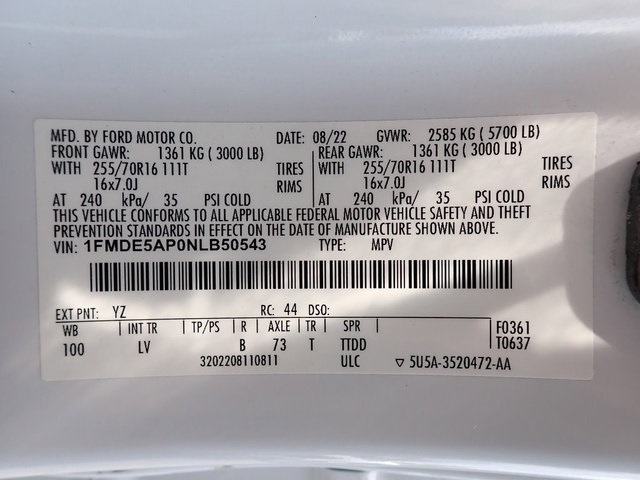 MFD. BY FORD MOTOR CO. DATE: 08/22 GVWR: 2585 KG ( 5700 LB)
FRONT GAWR: 1361 KG ( 3000 LB) REAR GAWR: 1361 KG ( 3000 LB)
WITH 255/70R16 111T TIRES WITH 255/70R16 111T TIRES
16x7.0J RIMS 16x7.0J RIMS
AT 240 kPa/ 35 PSI COLD AT 240 kPa/ 35 PSI COLD
THIS VEHICLE CONFORMS TO ALL APPLICABLE FEDERAL MOTOR VEHICLE SAFETY AND THEFT
PREVENTION STANDARDS IN EFFECT ON THE DATE OF MANUFACTURE SHOWN ABOVE.
VIN: 1FMDE5AP0NLB50543 TYPE: MPV
EXT PNT: YZ RC: 44 DSO:
WB INT TR TP/PS R AXLE TR SPR F0361
100 LV B 73 T TTDD T0637
3202208110811 ULC ▽ 5U5A-3520472-AA